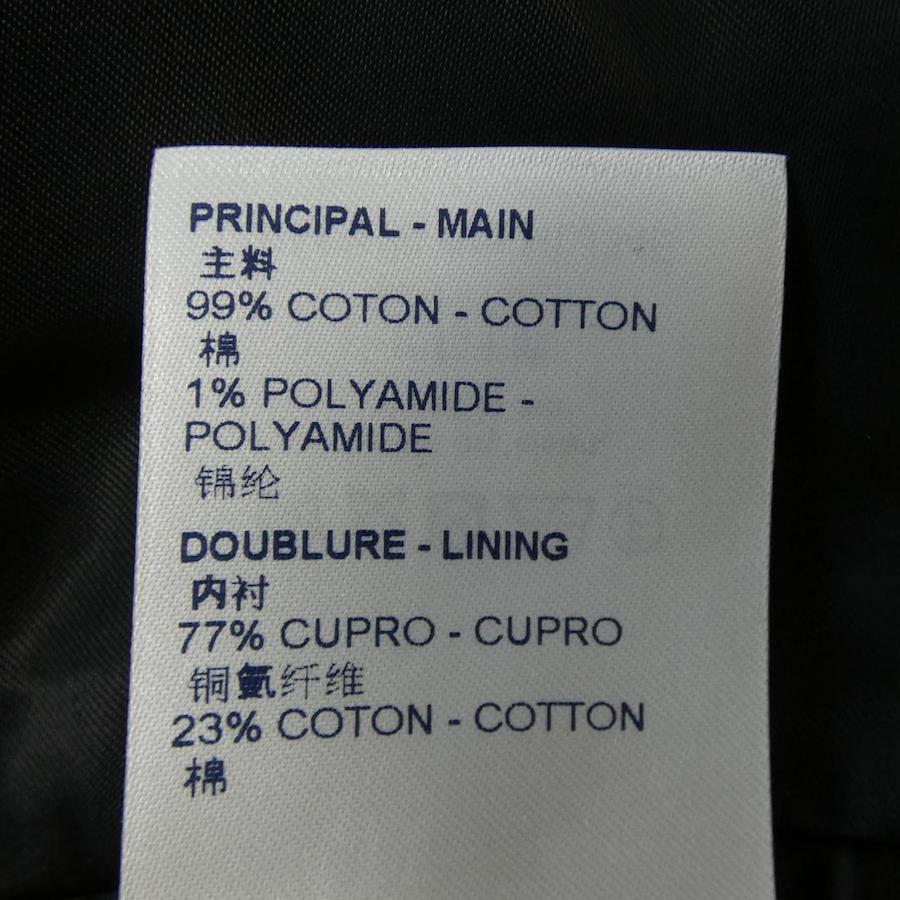 PRINCIPAL - MAIN
主料
99% COTON - COTTON
棉
1% POLYAMIDE -
POLYAMIDE
锦纶
DOUBLURE - LINING
内衬
77% CUPRO - CUPRO
铜氨纤维
23% COTON - COTTON
棉